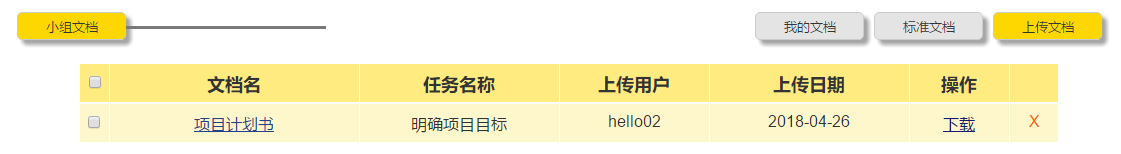 小组文档 我的文档 标准文档 上传文档
文档名 任务名称 上传用户 上传日期 操作
项目计划书 明确项目目标 hello02 2018-04-26 下载 X